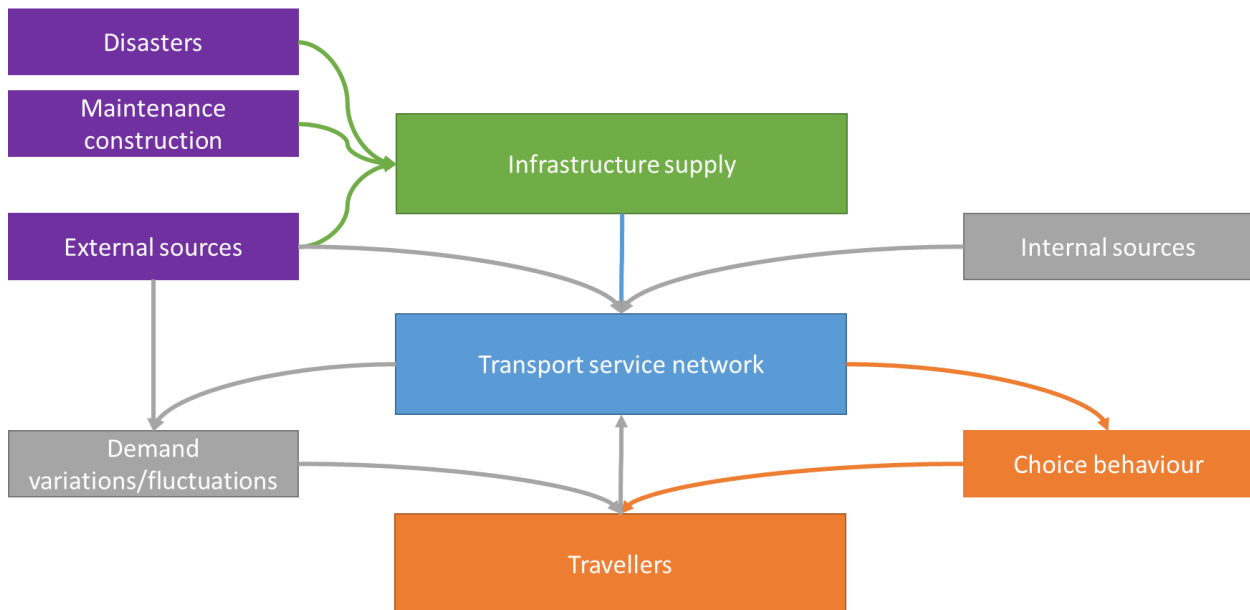 Disasters
Maintenance
construction
Infrastructure supply
External sources
Internal sources
Transport service network
Demand
variations/fluctuations
Choice behaviour
Travellers